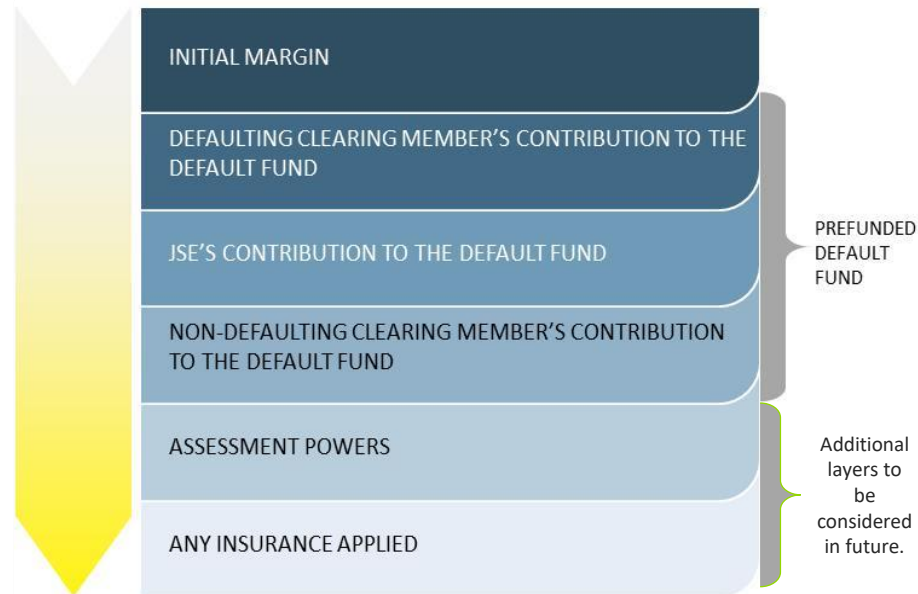 INITIAL MARGIN
DEFAULTING CLEARING MEMBER’S CONTRIBUTION TO THE
DEFAULT FUND
JSE’S CONTRIBUTION TO THE DEFAULT FUND
NON-DEFAULTING CLEARING MEMBER’S CONTRIBUTION
TO THE DEFAULT FUND
ASSESSMENT POWERS
ANY INSURANCE APPLIED
PREFUNDED
DEFAULT
FUND
Additional
layers to
be
considered
in future.